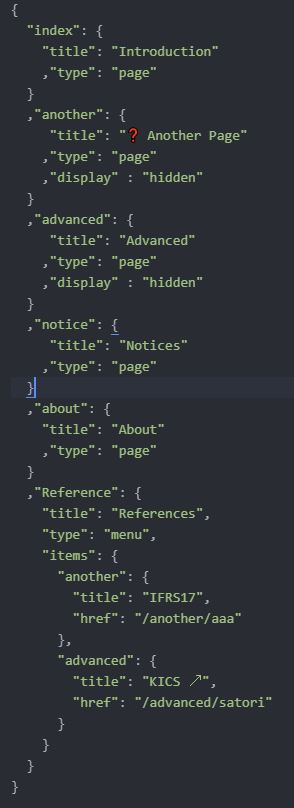 {
  "index": {
    "title": "Introduction"
    ,"type": "page"
  }
  ,"another": {
     "title": "❓ Another Page"
    ,"type": "page"
    ,"display" : "hidden"
  }
  ,"advanced": {
     "title": "Advanced"
    ,"type": "page"
    ,"display" : "hidden"
  }
  ,"notice": {
     "title": "Notices"
    ,"type": "page"
  }
  ,"about": {
    "title": "About"
    ,"type": "page"
  }
  ,"Reference": {
    "title": "References",
    "type": "menu",
    "items": {
      "another": {
        "title": "IFRS17",
        "href": "/another/aaa"
      },
      "advanced": {
        "title": "KICS ↗",
        "href": "/advanced/satori"
      }
    }
  }
}